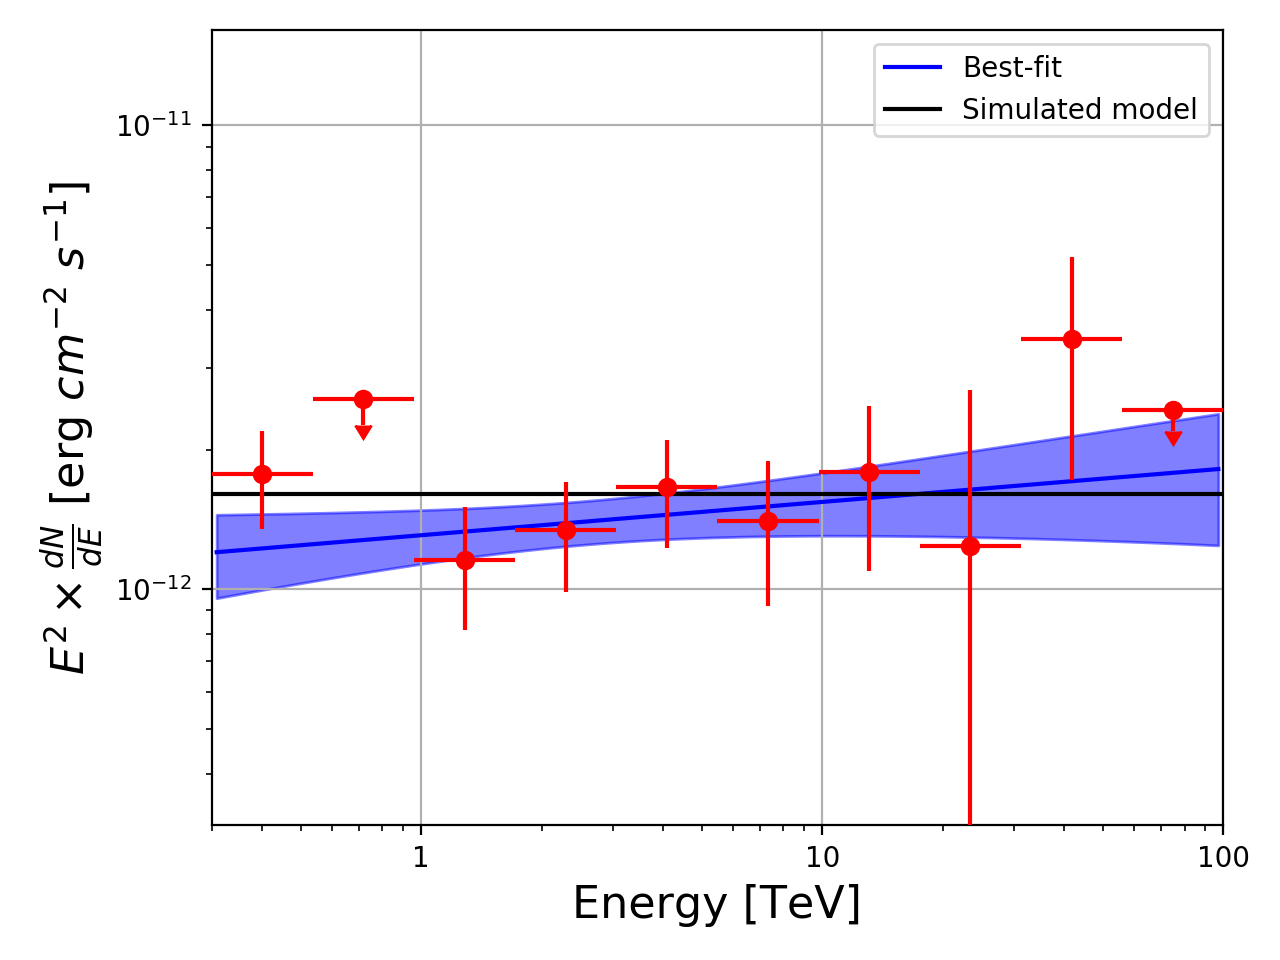 Best-fit
Simulated model
10⁻¹¹
10⁻¹²
E² × dN/dE [erg cm⁻² s⁻¹]
1
10
100
Energy [TeV]